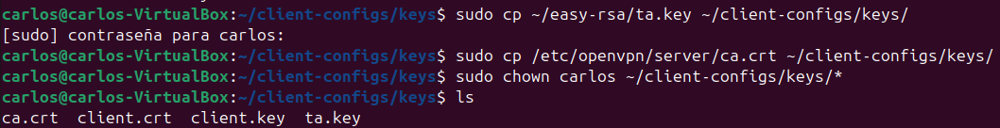 carlos@carlos-VirtualBox:~/client-configs/keys$ sudo cp ~/easy-rsa/ta.key ~/client-configs/keys/
[sudo] contraseña para carlos:
carlos@carlos-VirtualBox:~/client-configs/keys$ sudo cp /etc/openvpn/server/ca.crt ~/client-configs/keys/
carlos@carlos-VirtualBox:~/client-configs/keys$ sudo chown carlos ~/client-configs/keys/*
carlos@carlos-VirtualBox:~/client-configs/keys$ ls
ca.crt  client.crt  client.key  ta.key